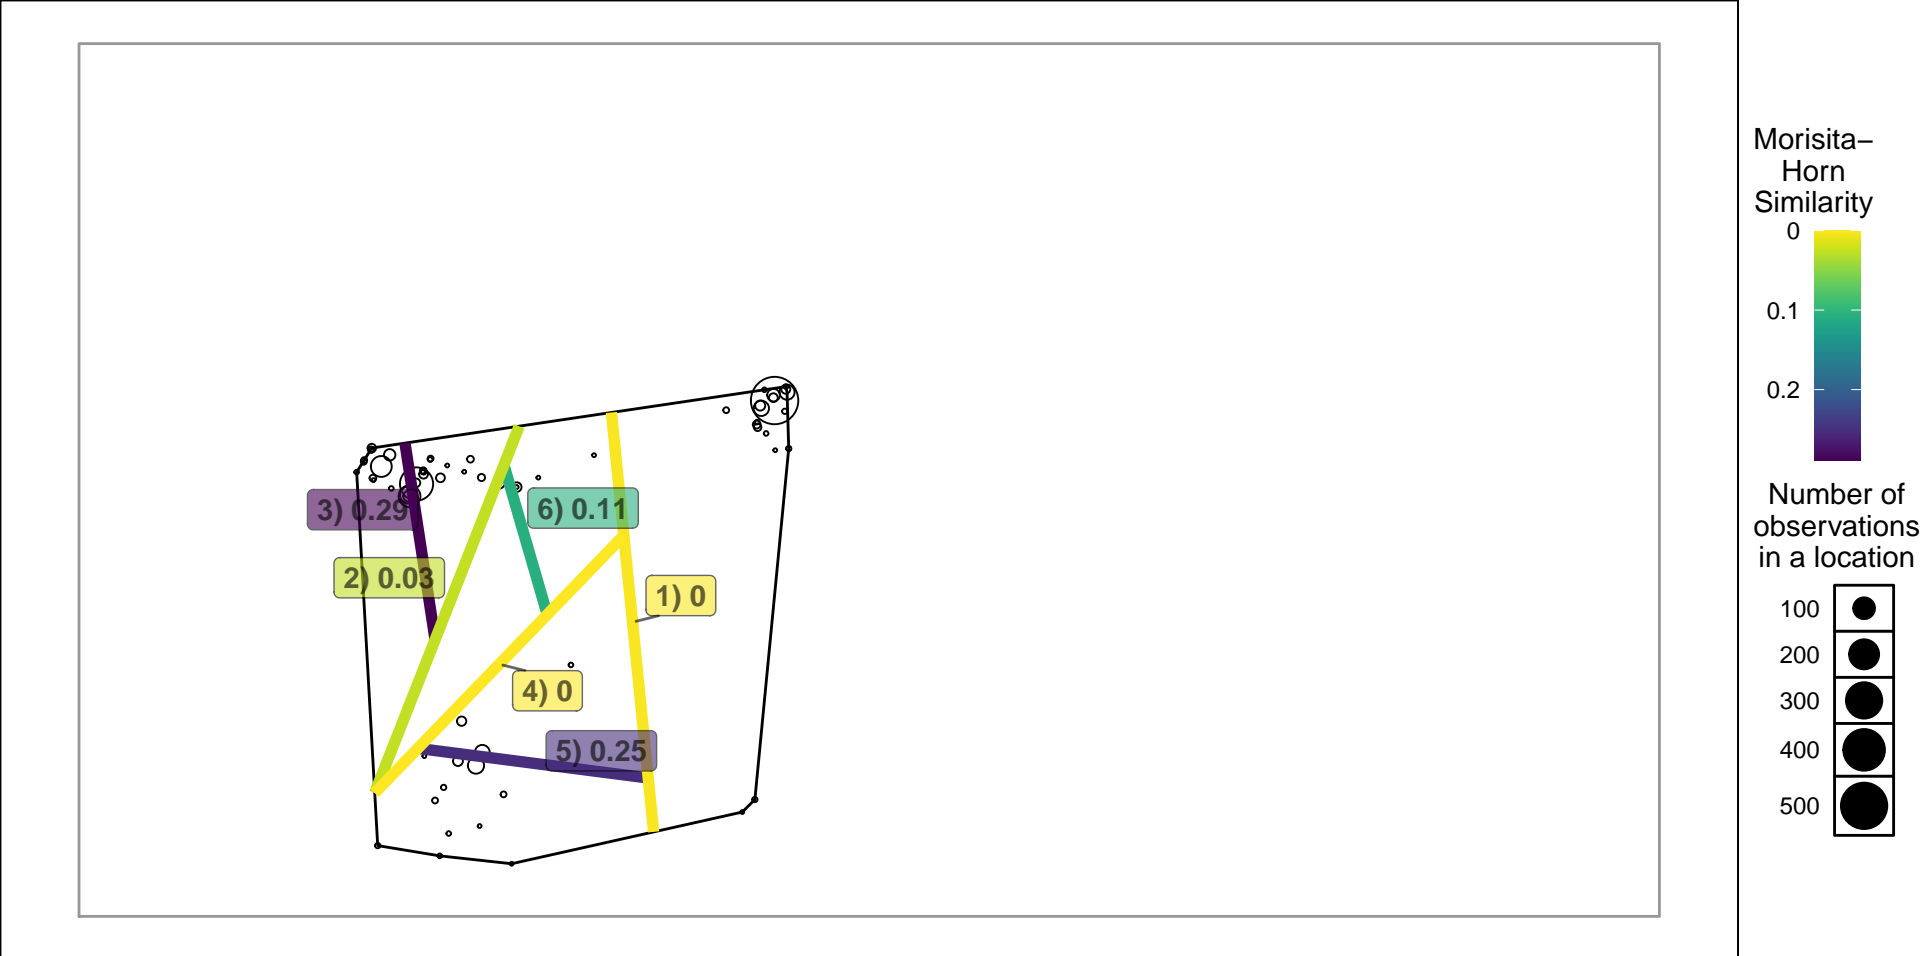 3) 0.29
6) 0.11
2) 0.03
1) 0
4) 0
5) 0.25
Morisita–
Horn
Similarity
0
0.1
0.2
Number of
observations
in a location
100
200
300
400
500